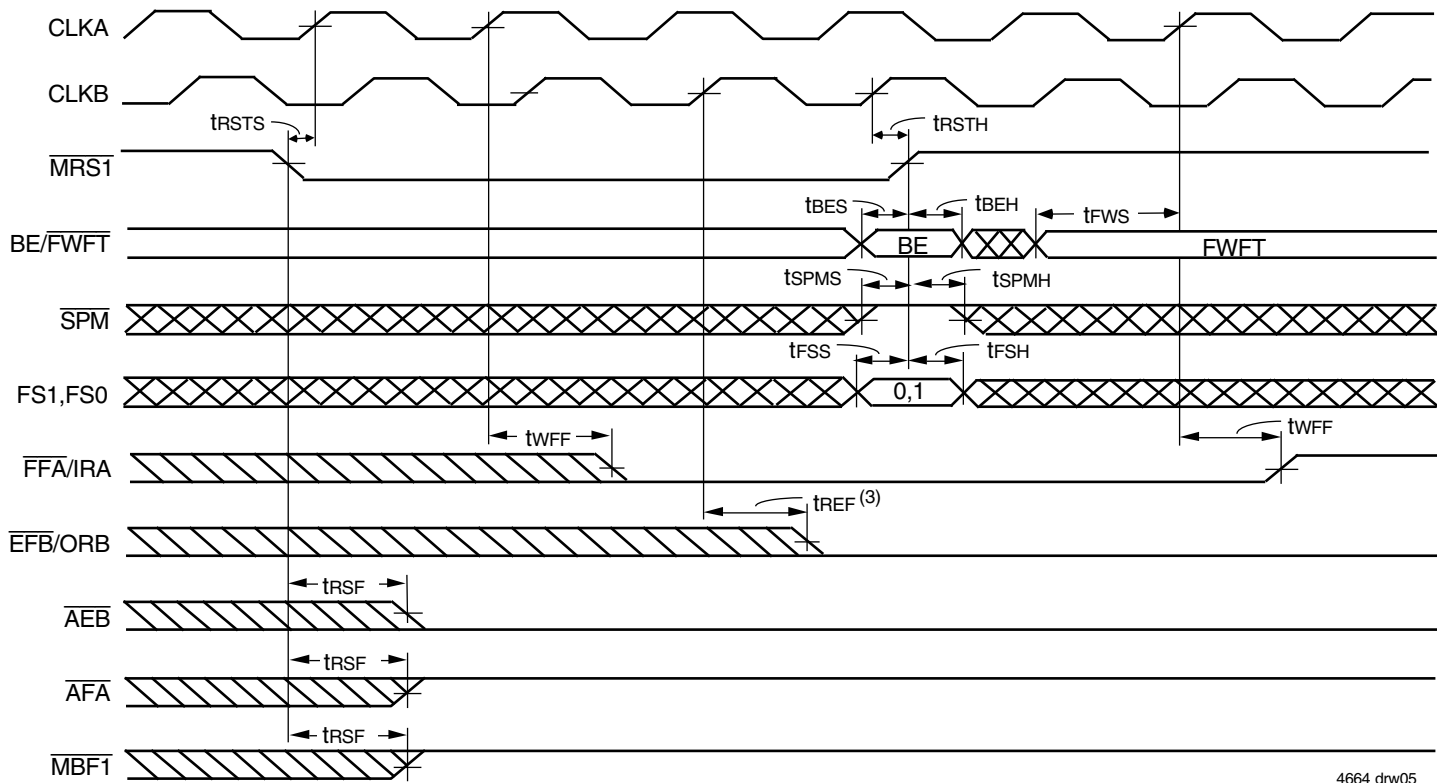 CLKA
CLKB
tRSTS
tRSTH
MRS1
tBES
tBEH
tFWS
BE/FWFT
BE
FWFT
tSPMS
tSPMH
SPM
tFSS
tFSH
FS1,FS0
0,1
tWFF
tWFF
FFA/IRA
tREF (3)
EFB/ORB
tRSF
AEB
tRSF
AFA
tRSF
MBF1
4664 drw05